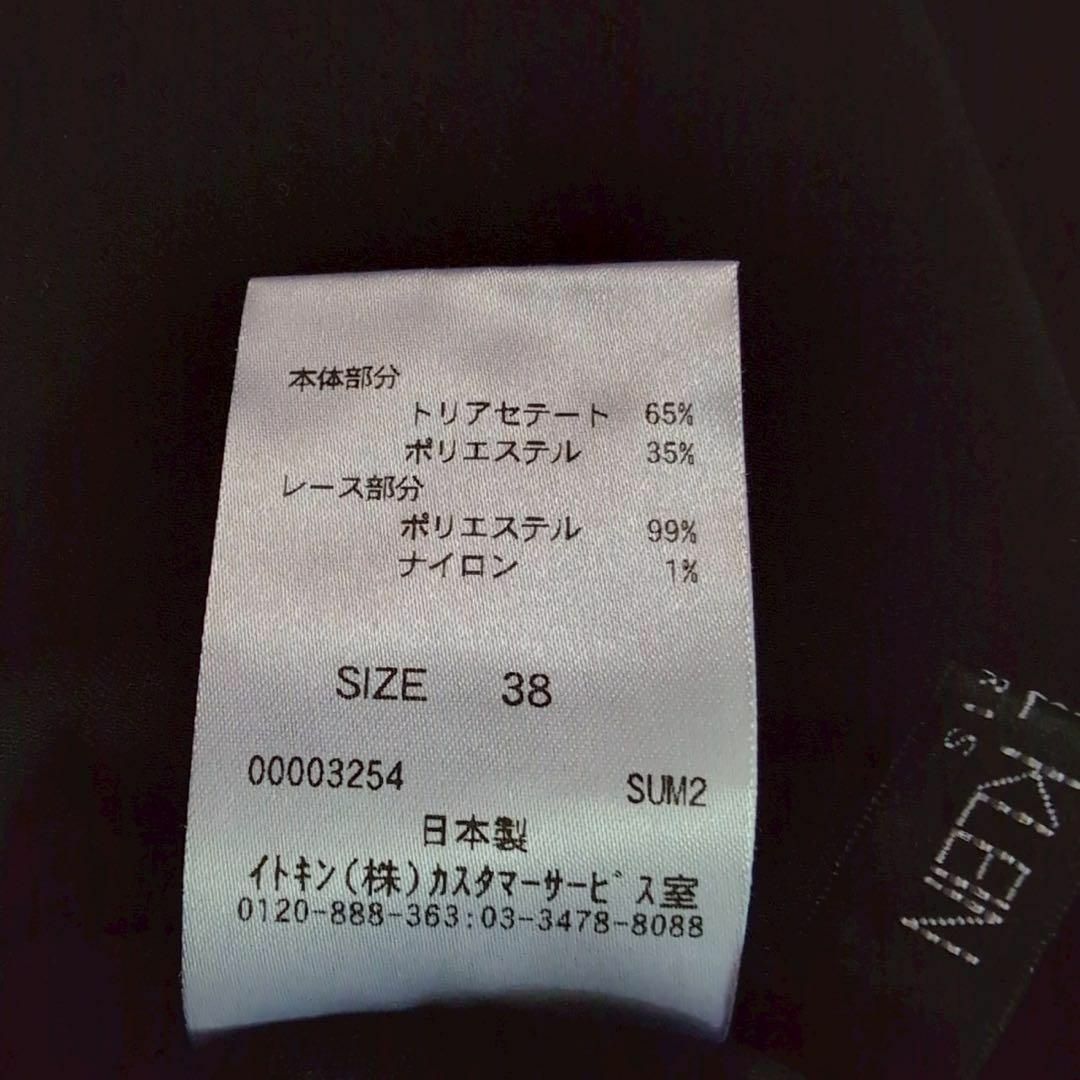 本体部分
トリアセテート 65%
ポリエステル 35%
レース部分
ポリエステル 99%
ナイロン 1%
SIZE 38
00003254 SUM2
日本製
イトキン(株)カスタマーサービス室
0120-888-363:03-3478-8088
KLEIN
RIS